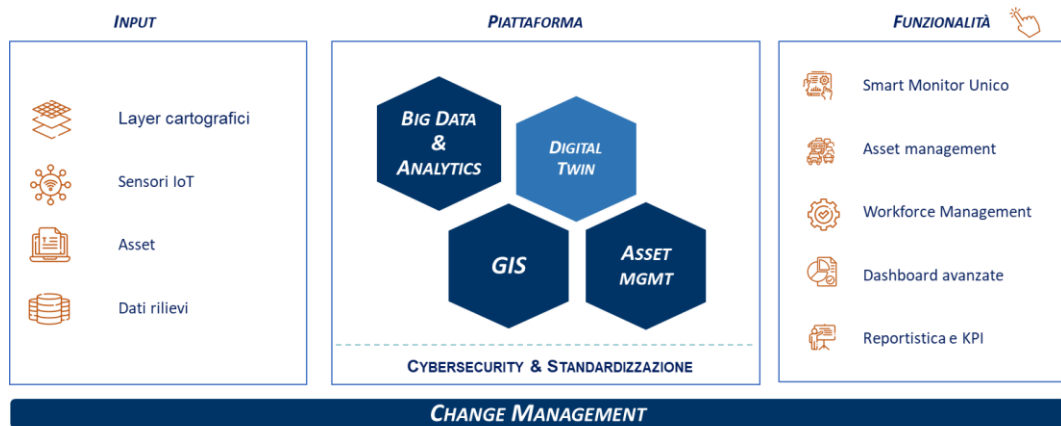 INPUT
Layer cartografici
Sensori IoT
Asset
Dati rilievi
PIATTAFORMA
BIG DATA
&
ANALYTICS
DIGITAL
TWIN
GIS
ASSET
MGMT
CYBERSECURITY & STANDARDIZZAZIONE
FUNZIONALITÀ
Smart Monitor Unico
Asset management
Workforce Management
Dashboard avanzate
Reportistica e KPI
CHANGE MANAGEMENT